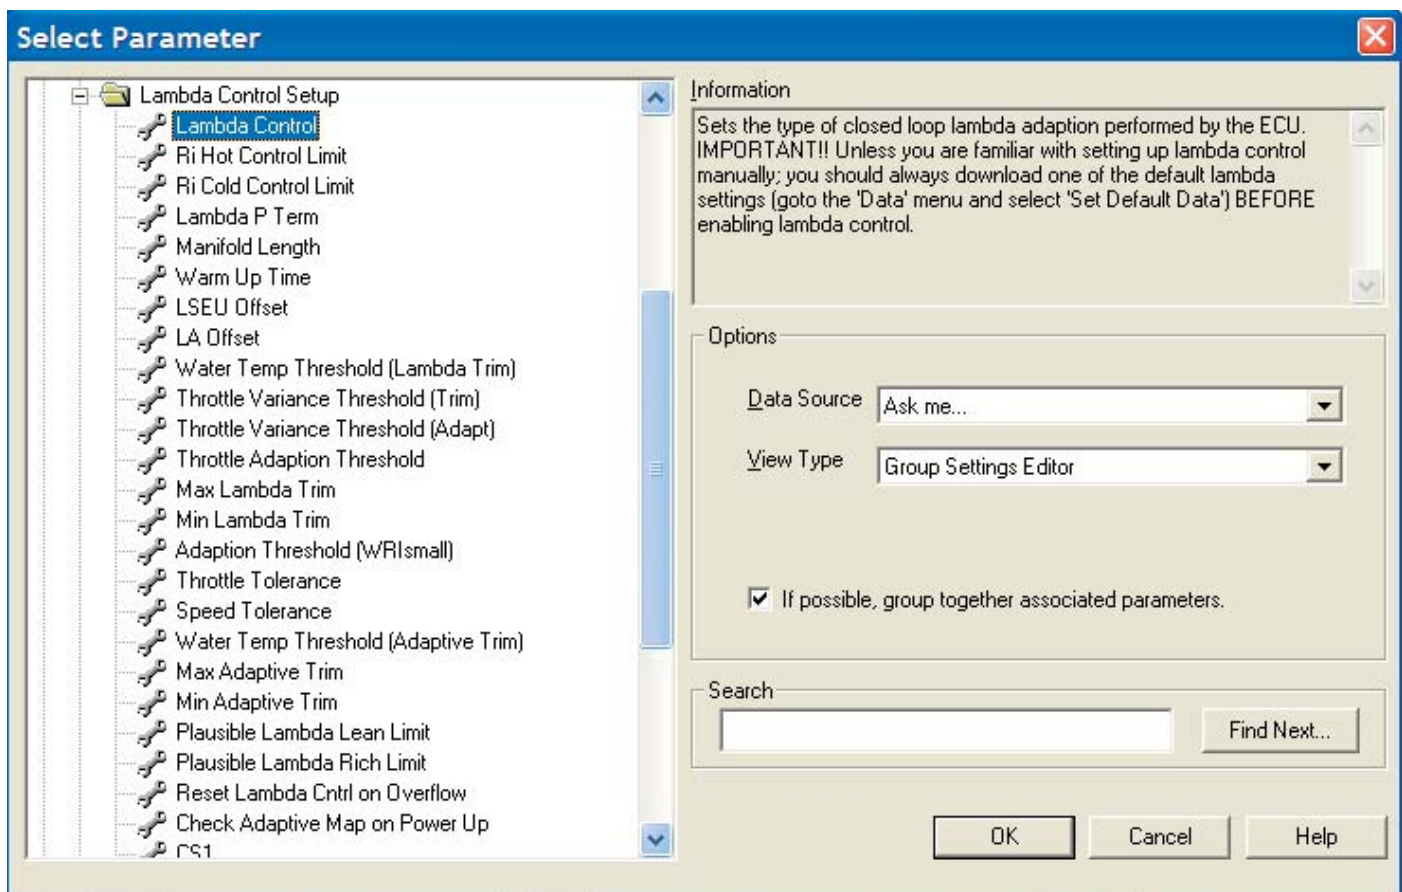 Select Parameter
Lambda Control Setup
Lambda Control
Ri Hot Control Limit
Ri Cold Control Limit
Lambda P Term
Manifold Length
Warm Up Time
LSEU Offset
LA Offset
Water Temp Threshold (Lambda Trim)
Throttle Variance Threshold (Trim)
Throttle Variance Threshold (Adapt)
Throttle Adaption Threshold
Max Lambda Trim
Min Lambda Trim
Adaption Threshold (WRIsmall)
Throttle Tolerance
Speed Tolerance
Water Temp Threshold (Adaptive Trim)
Max Adaptive Trim
Min Adaptive Trim
Plausible Lambda Lean Limit
Plausible Lambda Rich Limit
Reset Lambda Cntrl on Overflow
Check Adaptive Map on Power Up
CS1
Information
Sets the type of closed loop lambda adaption performed by the ECU.
IMPORTANT!! Unless you are familiar with setting up lambda control
manually; you should always download one of the default lambda
settings (goto the 'Data' menu and select 'Set Default Data') BEFORE
enabling lambda control.
Options
Data Source Ask me...
View Type Group Settings Editor
If possible, group together associated parameters.
Search
Find Next...
OK Cancel Help